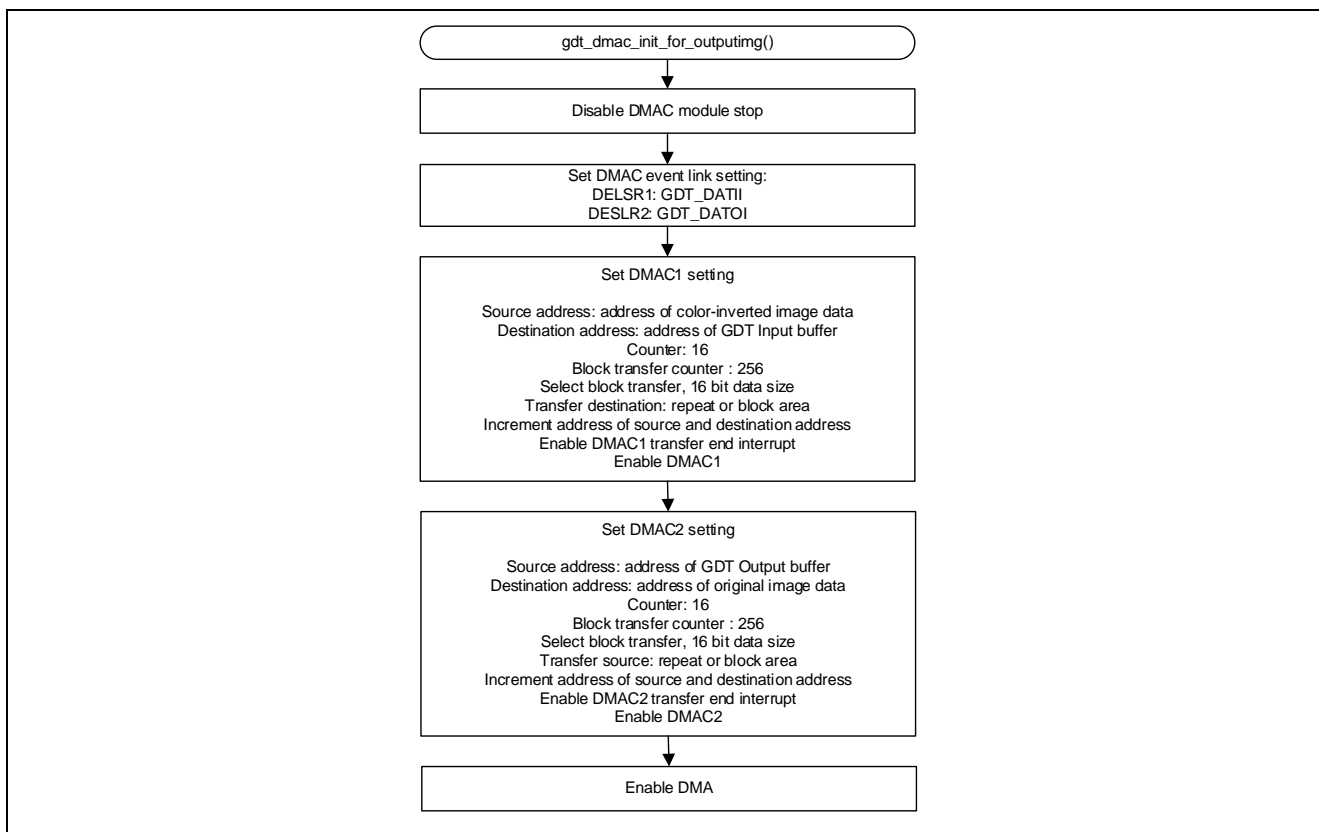 gdt_dmac_init_for_outputimg()
Disable DMAC module stop
Set DMAC event link setting:
DELSR1: GDT_DATII
DESLR2: GDT_DATOI
Set DMAC1 setting
Source address: address of color-inverted image data
Destination address: address of GDT Input buffer
Counter: 16
Block transfer counter : 256
Select block transfer, 16 bit data size
Transfer destination: repeat or block area
Increment address of source and destination address
Enable DMAC1 transfer end interrupt
Enable DMAC1
Set DMAC2 setting
Source address: address of GDT Output buffer
Destination address: address of original image data
Counter: 16
Block transfer counter : 256
Select block transfer, 16 bit data size
Transfer source: repeat or block area
Increment address of source and destination address
Enable DMAC2 transfer end interrupt
Enable DMAC2
Enable DMA